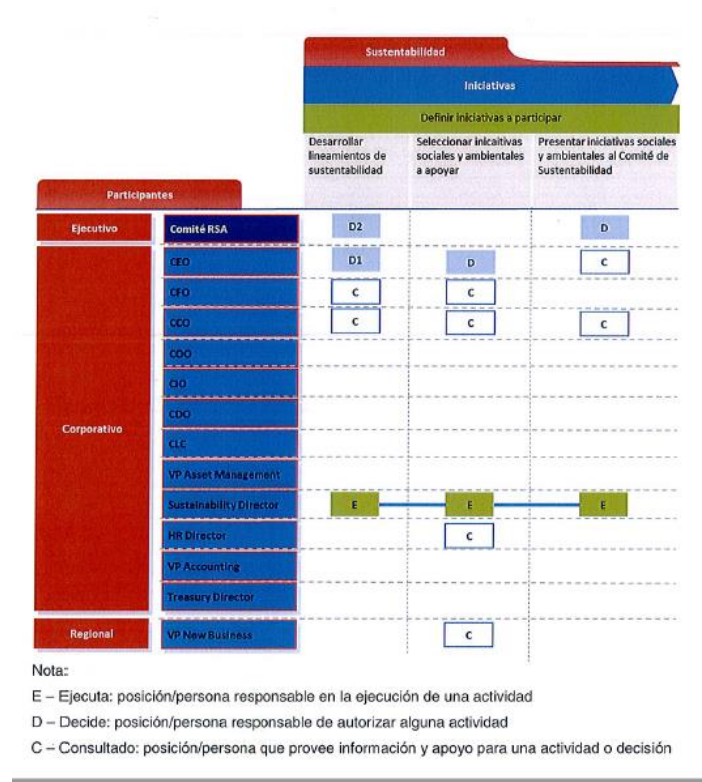 Sustentabilidad
Iniciativas
Definir iniciativas a participar
Desarrollar
lineamientos de
sustentabilidad
Seleccionar inicaitivas
sociales y ambientales
a apoyar
Presentar iniciativas sociales
y ambientales al Comité de
Sustentabilidad
Participantes
Ejecutivo
Comité RSA
D2
D
CEO
D1
D
C
CFO
C
C
CCO
C
C
C
COO
CIO
CDO
Corporativo
CLC
VP Asset Management
Sustainability Director
E
E
E
HR Director
C
VP Accounting
Treasury Director
Regional
VP New Business
C
Nota:
E – Ejecuta: posición/persona responsable en la ejecución de una actividad
D – Decide: posición/persona responsable de autorizar alguna actividad
C – Consultado: posición/persona que provee información y apoyo para una actividad o decisión